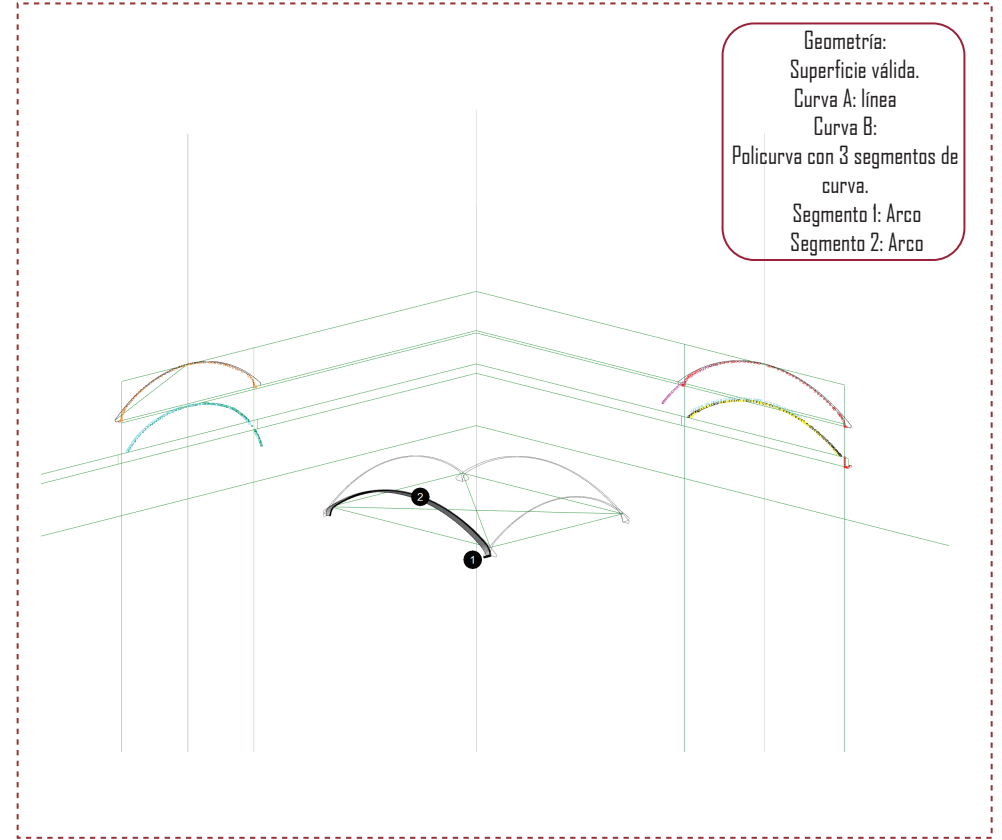 Geometría:
Superficie válida.
Curva A: línea
Curva B:
Policurva con 3 segmentos de
curva.
Segmento 1: Arco
Segmento 2: Arco
2
1